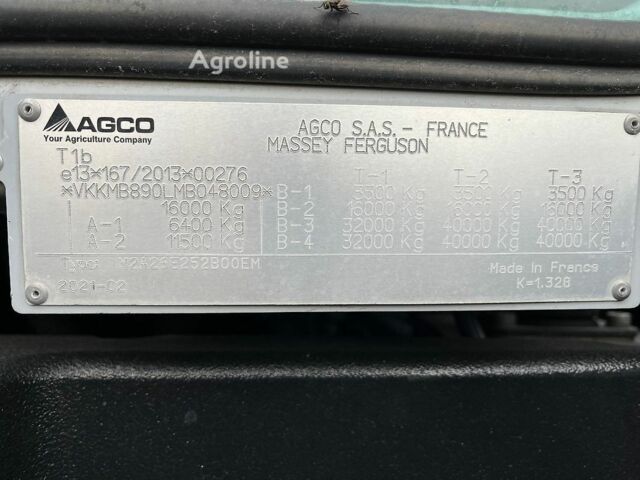 Agroline
AGCO
Your Agriculture Company
AGCO S.A.S. - FRANCE
MASSEY FERGUSON
T1b
e13*167/2013*00276
*VKKMB890LMB048009*
T-1 T-2 T-3
B-1 3500 Kg 3500 Kg 3500 Kg
16000 Kg B-2 16000 Kg 16000 Kg 16000 Kg
A-1 6400 Kg B-3 32000 Kg 40000 Kg 40000 Kg
A-2 11500 Kg B-4 32000 Kg 40000 Kg 40000 Kg
Type:
2021-02
Made in France
K=1.328